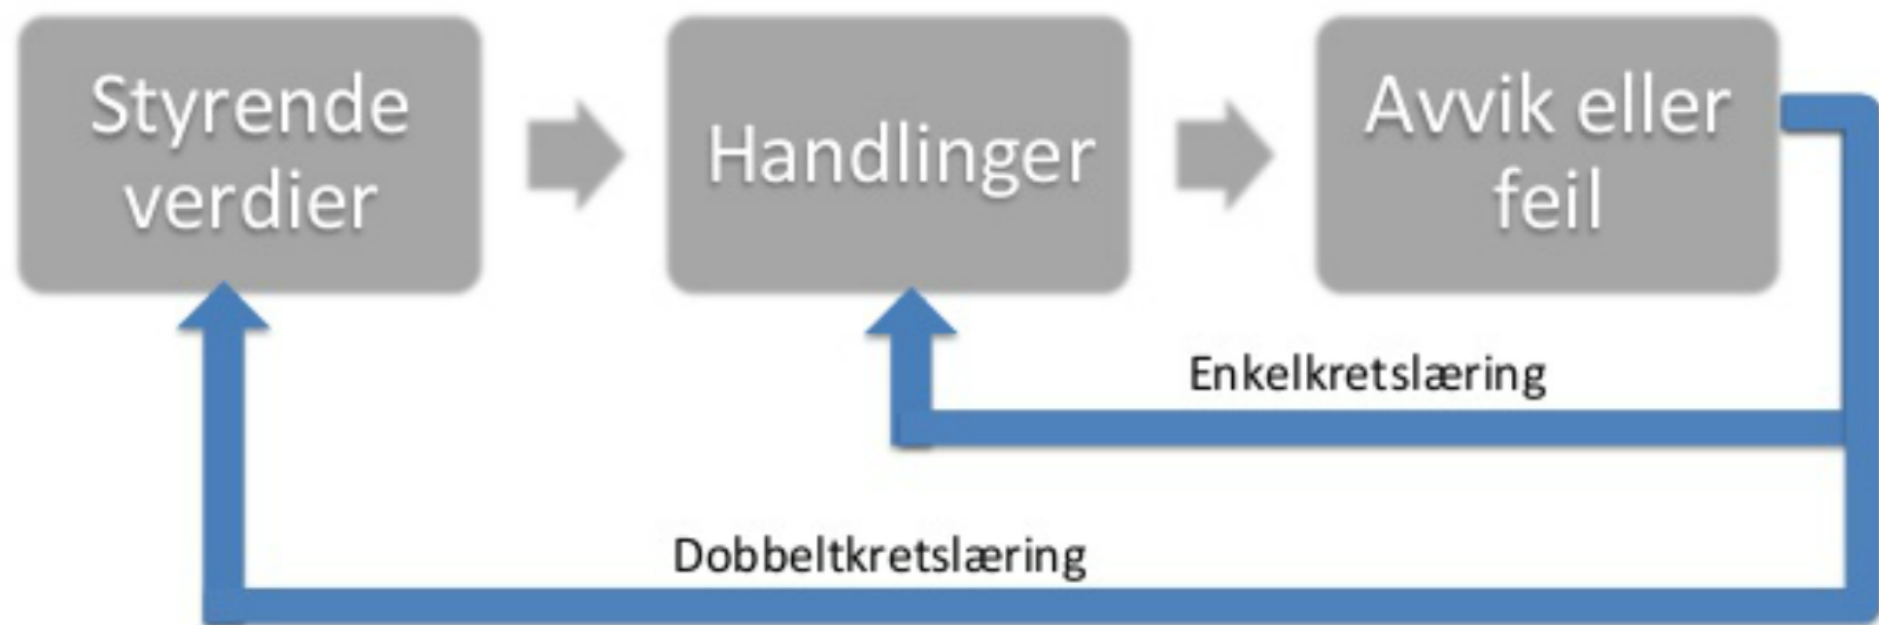 Styrende
verdier
Handlinger
Avvik eller
feil
Enkelkretslæring
Dobbeltkretslæring